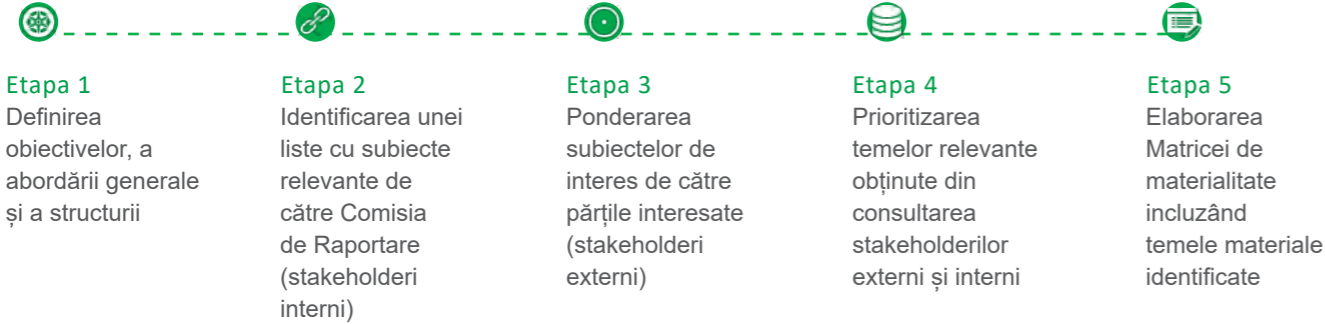 Etapa 1
Definirea
obiectivelor, a
abordării generale
și a structurii
Etapa 2
Identificarea unei
liste cu subiecte
relevante de
către Comisia
de Raportare
(stakeholderi
interni)
Etapa 3
Ponderarea
subiectelor de
interes de către
părțile interesate
(stakeholderi
externi)
Etapa 4
Prioritizarea
temelor relevante
obținute din
consultarea
stakeholderilor
externi și interni
Etapa 5
Elaborarea
Matricei de
materialitate
incluzând
temele materiale
identificate